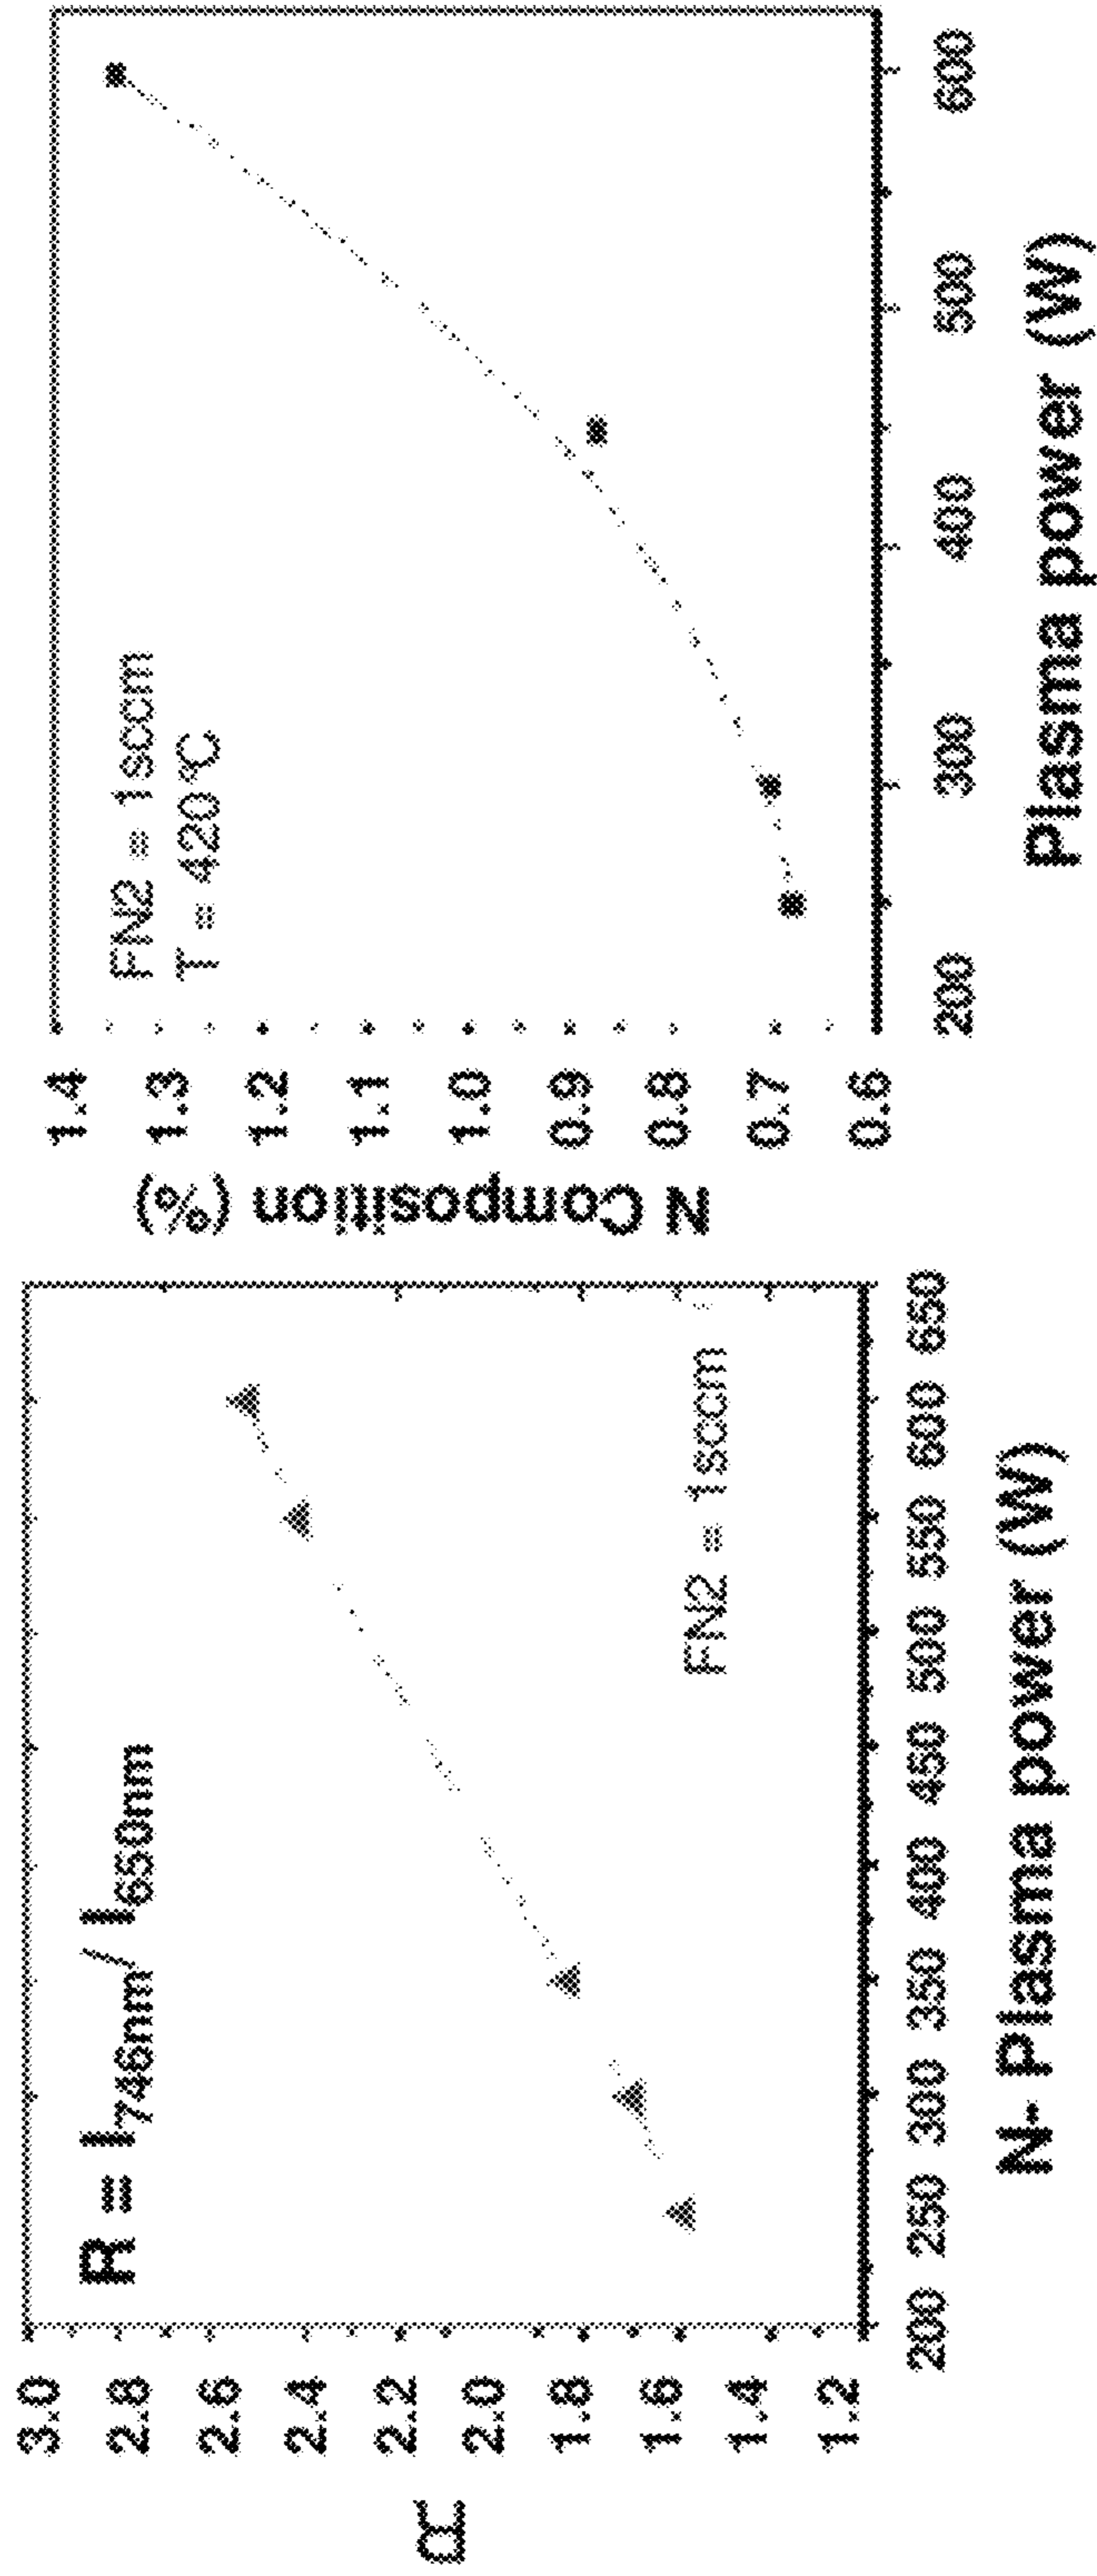 R
3.0
2.8
2.6
2.4
2.2
2.0
1.8
1.6
1.4
1.2
R = I746nm/ I650nm
FN2 = 1sccm
200 250 300 350 400 450 500 550 600 650
N- Plasma power (W)
N Composition (%)
1.4
1.3
1.2
1.1
1.0
0.9
0.8
0.7
0.6
FN2 = 1sccm
T = 420°C
200 300 400 500 600
Plasma power (W)